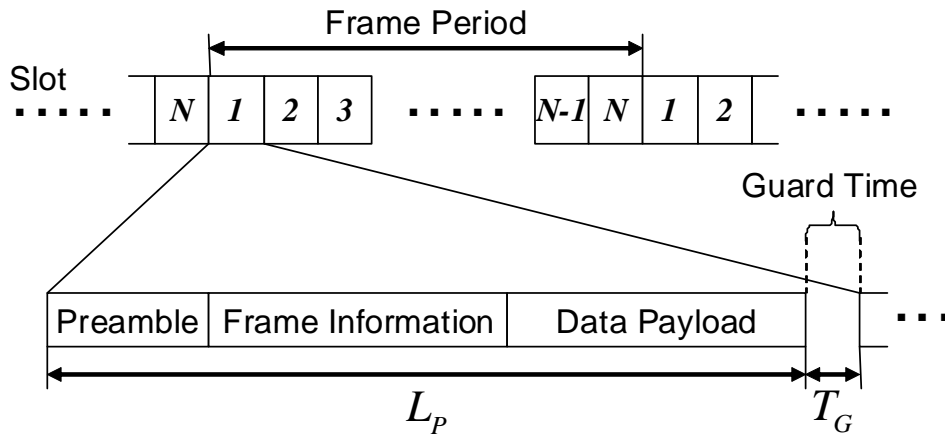 Frame Period
Slot
..... N 1 2 3 ..... N-1 N 1 2 .....
Guard Time
Preamble Frame Information Data Payload ...
L_P T_G